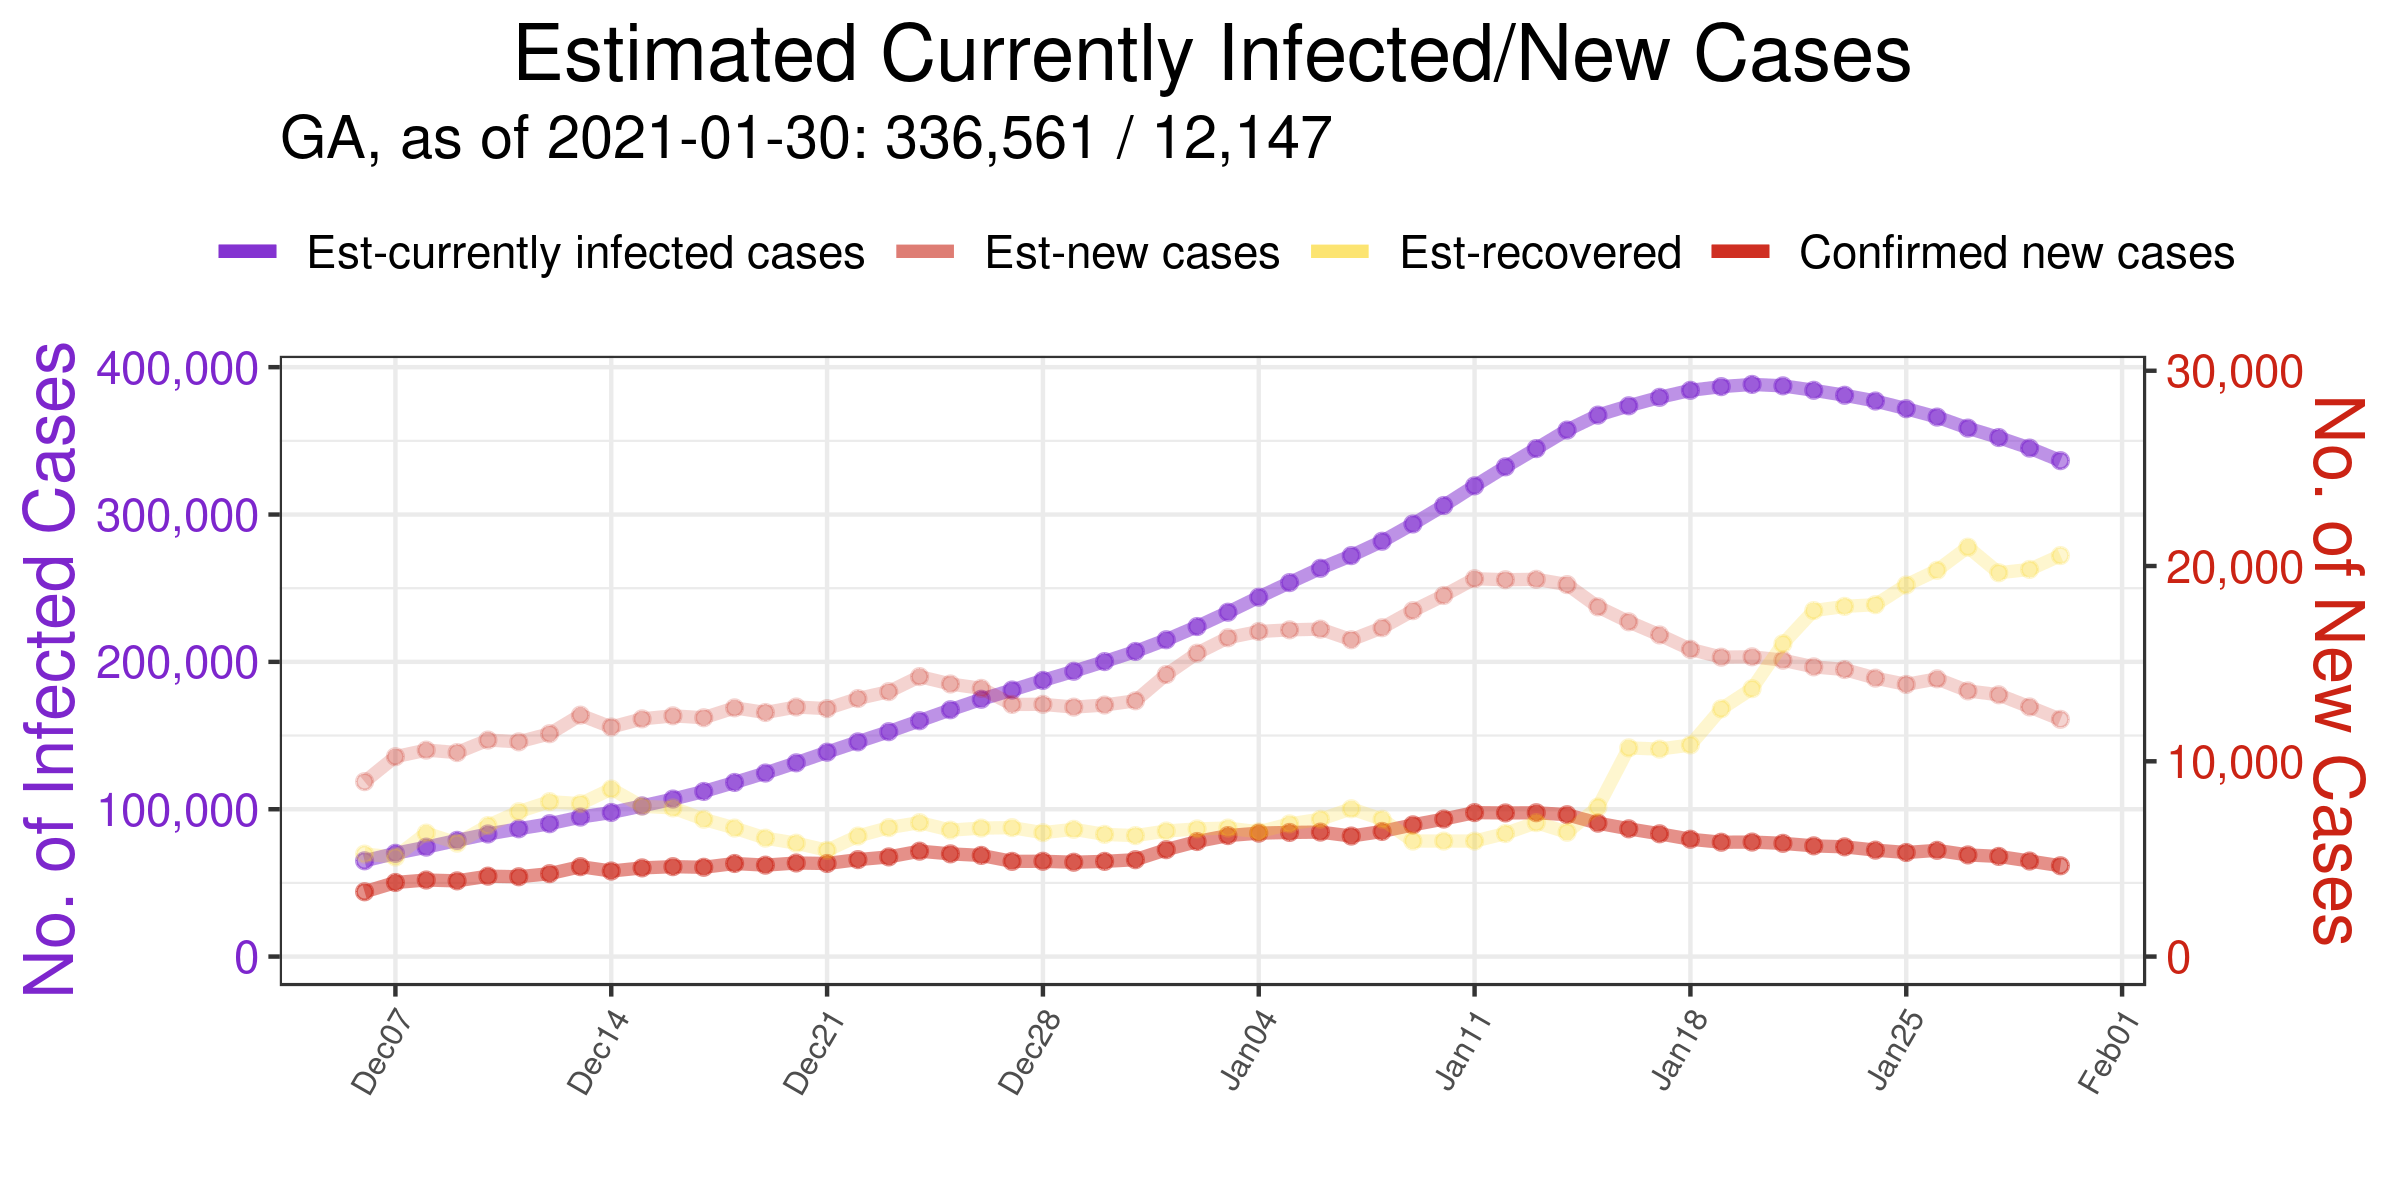 Estimated Currently Infected/New Cases
GA, as of 2021-01-30: 336,561 / 12,147
Est-currently infected cases Est-new cases Est-recovered Confirmed new cases
No. of Infected Cases
400,000
300,000
200,000
100,000
0
30,000
20,000
10,000
0
No. of New Cases
Dec07 Dec14 Dec21 Dec28 Jan04 Jan11 Jan18 Jan25 Feb01